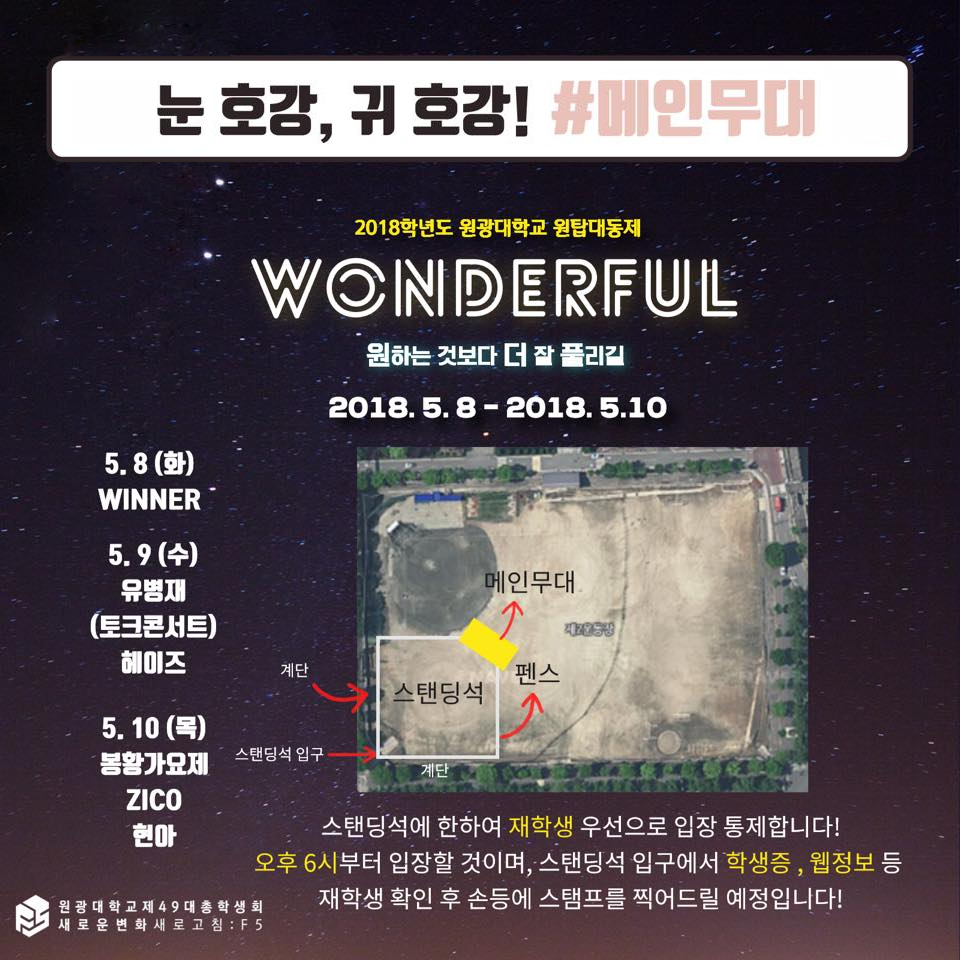 눈 호강, 귀 호강! #메인무대
2018학년도 원광대학교 원탑대동제
WONDERFUL
원하는 것보다 더 잘 풀리길
2018. 5. 8 - 2018. 5.10
5. 8 (화)
WINNER
5. 9 (수)
유병재
(토크콘서트)
헤이즈
5. 10 (목)
봉황가요제
ZICO
현아
메인무대
제2운동장
펜스
계단
스탠딩석
스탠딩석 입구
계단
스탠딩석에 한하여 재학생 우선으로 입장 통제합니다!
오후 6시부터 입장할 것이며, 스탠딩석 입구에서 학생증 , 웹정보 등
재학생 확인 후 손등에 스탬프를 찍어드릴 예정입니다!
원광대학교제49대총학생회
새로운변화새로고침:F5